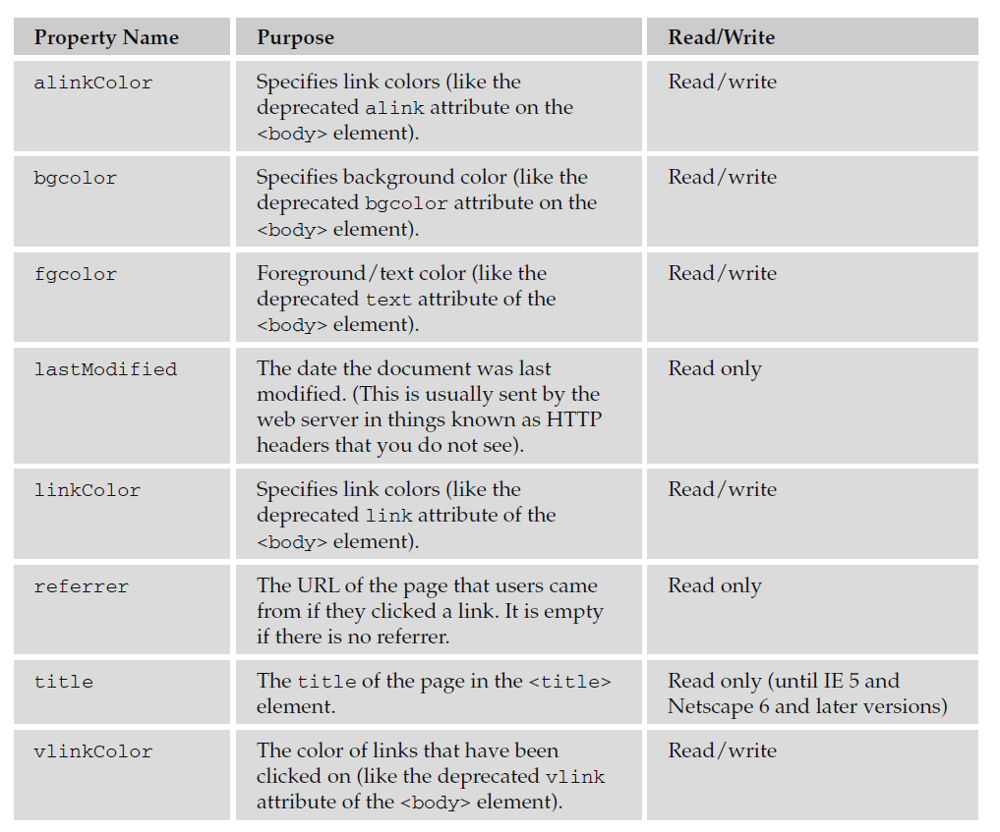 Property Name Purpose Read/Write
alinkColor Specifies link colors (like the Read/write
deprecated alink attribute on the
<body> element).
bgcolor Specifies background color (like the Read/write
deprecated bgcolor attribute on the
<body> element).
fgcolor Foreground/text color (like the Read/write
deprecated text attribute of the
<body> element).
lastModified The date the document was last Read only
modified. (This is usually sent by the
web server in things known as HTTP
headers that you do not see).
linkColor Specifies link colors (like the Read/write
deprecated link attribute of the
<body> element).
referrer The URL of the page that users came Read only
from if they clicked a link. It is empty
if there is no referrer.
title The title of the page in the <title> Read only (until IE 5 and
element. Netscape 6 and later versions)
vlinkColor The color of links that have been Read/write
clicked on (like the deprecated vlink
attribute of the <body> element).